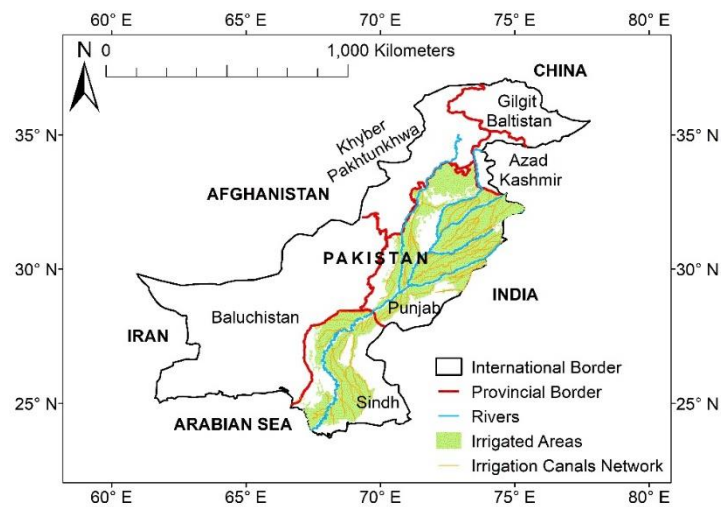 60° E
65° E
70° E
75° E
80° E
N
0
1,000 Kilometers
CHINA
Gilgit
Baltistan
Khyber
Pakhtunkhwa
35° N
35° N
Azad
Kashmir
AFGHANISTAN
PAKISTAN
30° N
30° N
INDIA
Punjab
Baluchistan
IRAN
International Border
Provincial Border
Sindh
Rivers
25° N
25° N
ARABIAN SEA
Irrigated Areas
Irrigation Canals Network
60° E
65° E
70° E
75° E
80° E